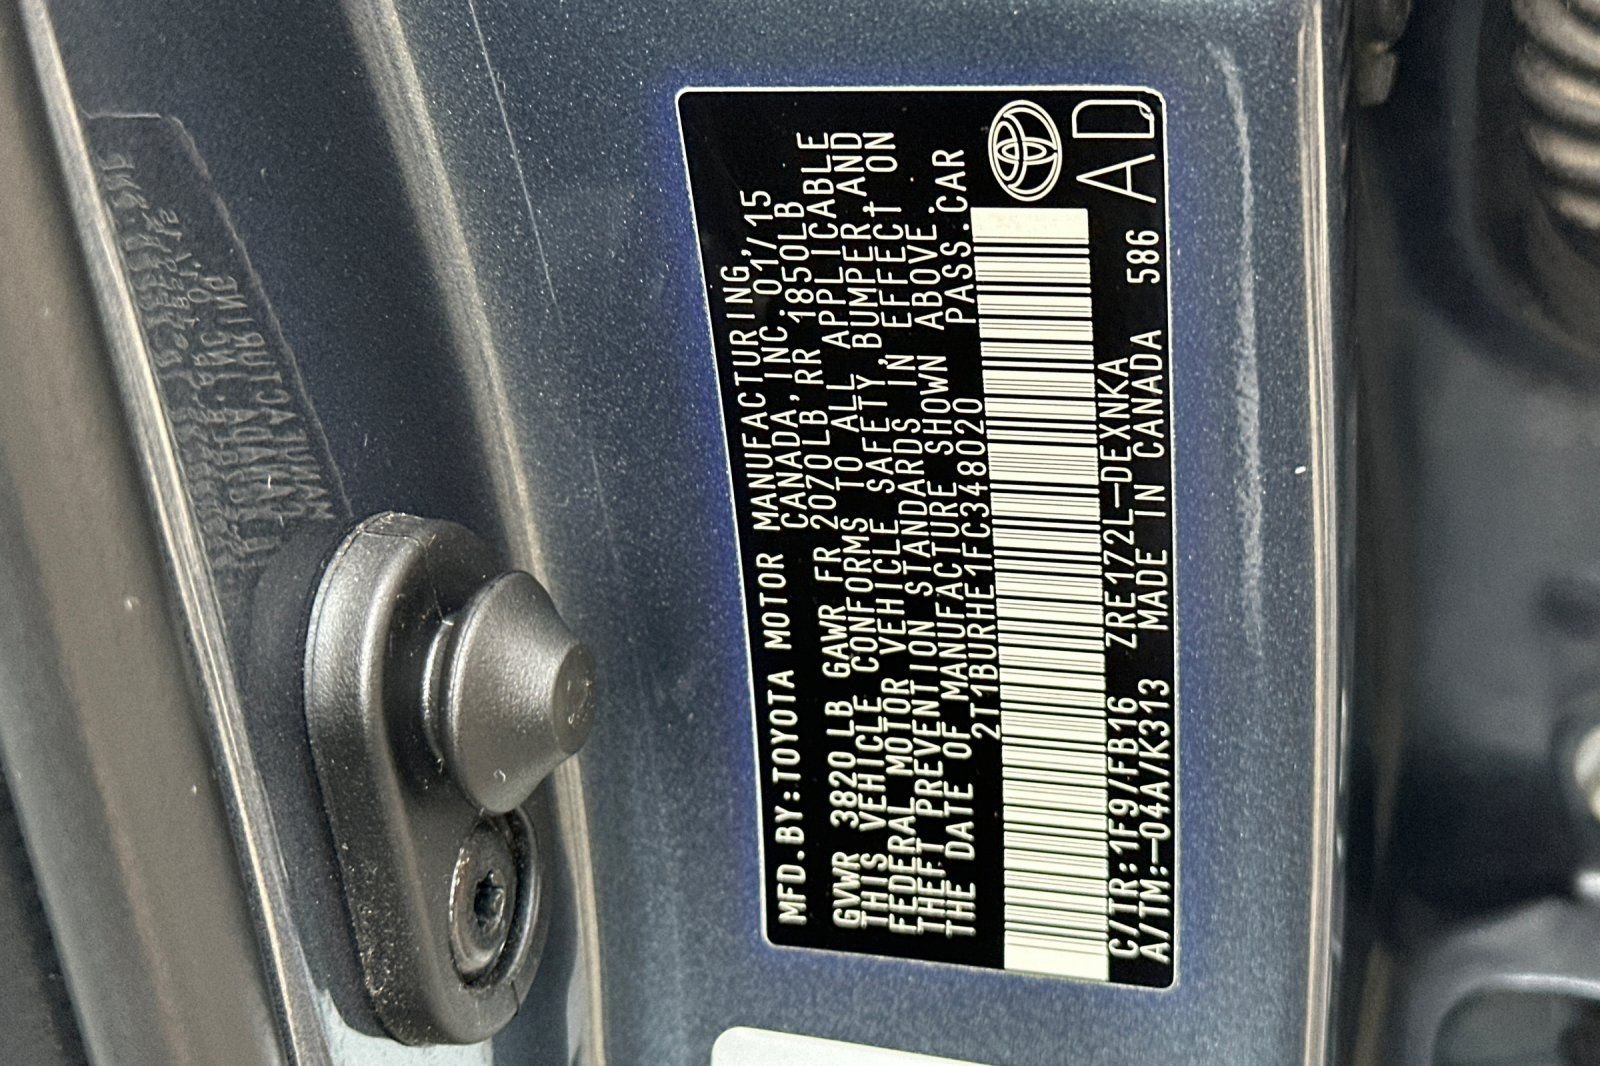 MFD.BY:TOYOTA MOTOR MANUFACTURING,
CANADA,INC.01/15
GVWR 3820LB GAWR FR 2070LB,RR 1850LB
THIS VEHICLE CONFORMS TO ALL APPLICABLE
FEDERAL MOTOR VEHICLE SAFETY,BUMPER,AND
THEFT PREVENTION STANDARDS IN EFFECT ON
THE DATE OF MANUFACTURE SHOWN ABOVE.
2T1BURHE1FC348020 PASS.CAR
C/TR:1F9/FB16 ZRE172L-DEXNKA
A/TM:-04A/K313 MADE IN CANADA 586
AD